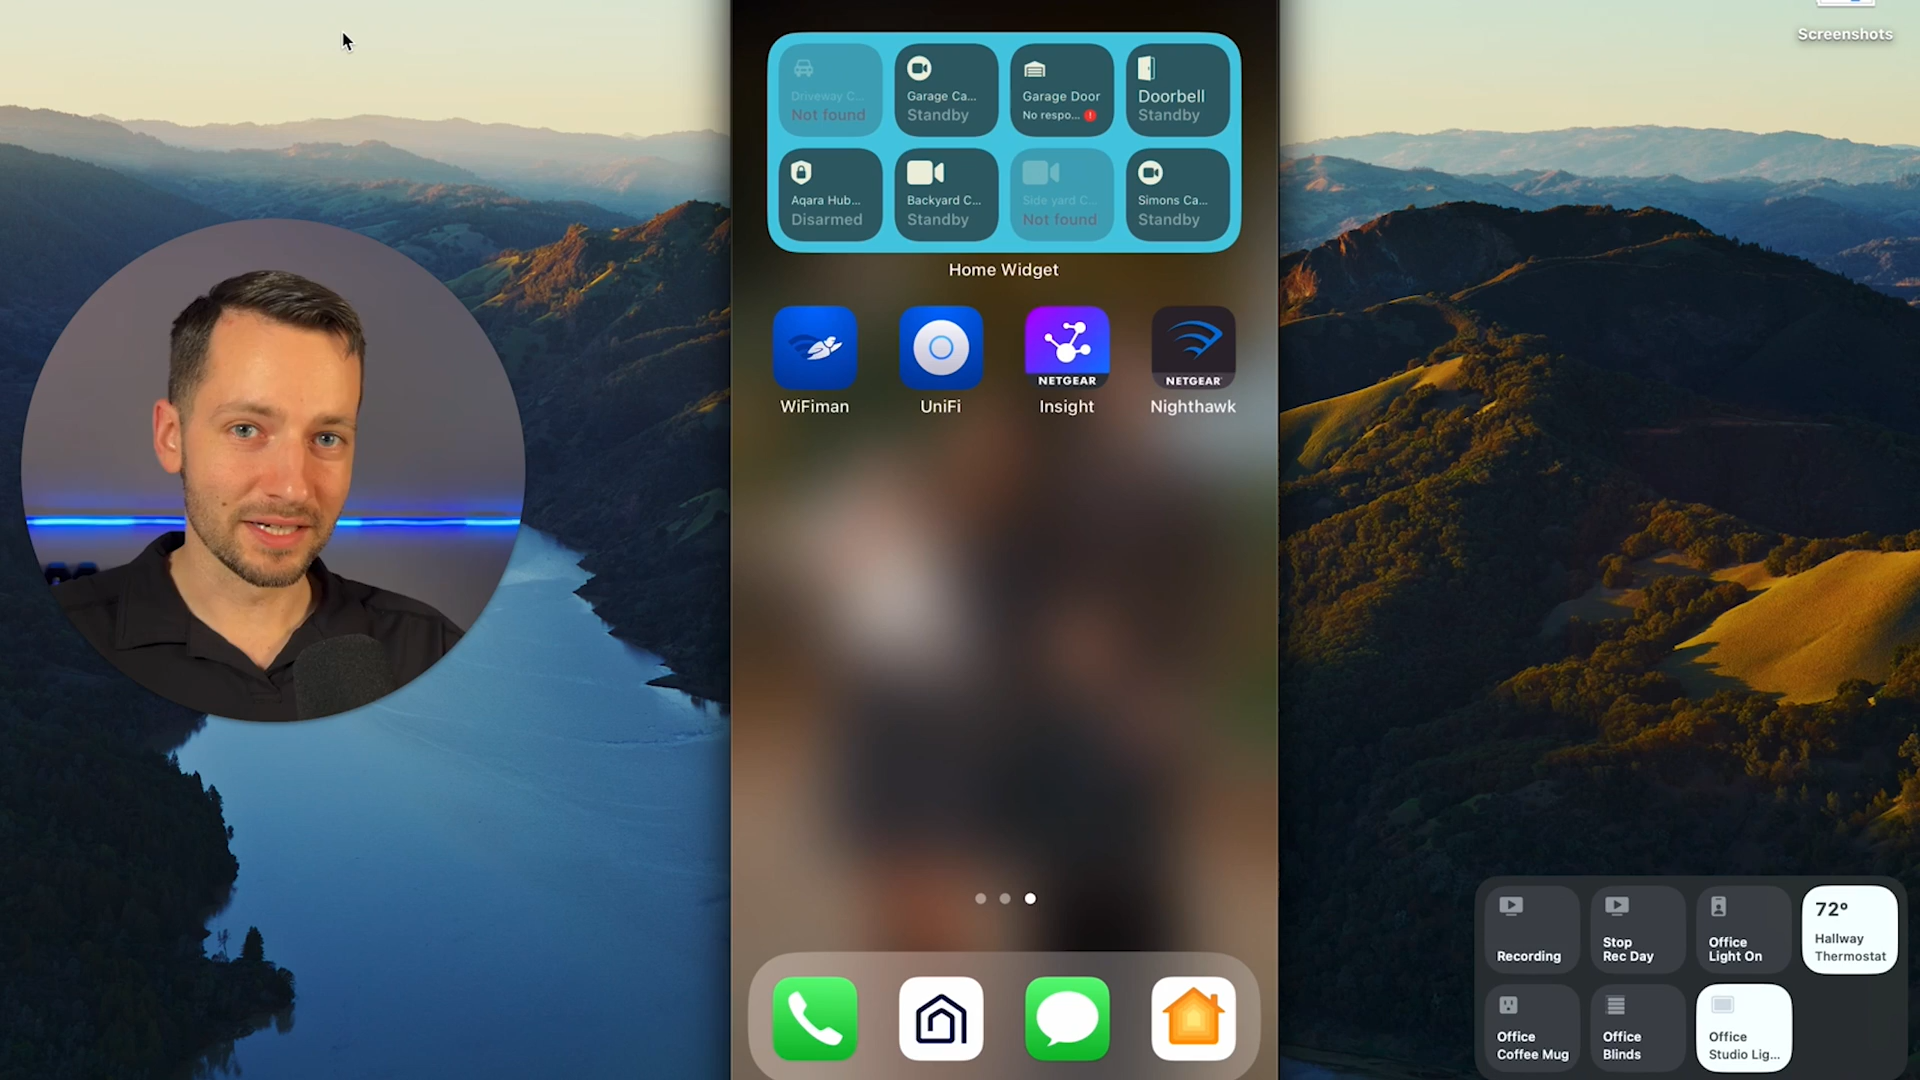 Screenshots
Driveway C...
Not found
Garage Ca...
Standby
Garage Door
No respo...
Doorbell
Standby
Aqara Hub...
Disarmed
Backyard C...
Standby
Side yard C...
Not found
Simons Ca...
Standby
Home Widget
NETGEAR
NETGEAR
WiFiman
UniFi
Insight
Nighthawk
Recording
Stop
Rec Day
Office
Light On
72°
Hallway
Thermostat
Office
Coffee Mug
Office
Blinds
Office
Studio Lig...